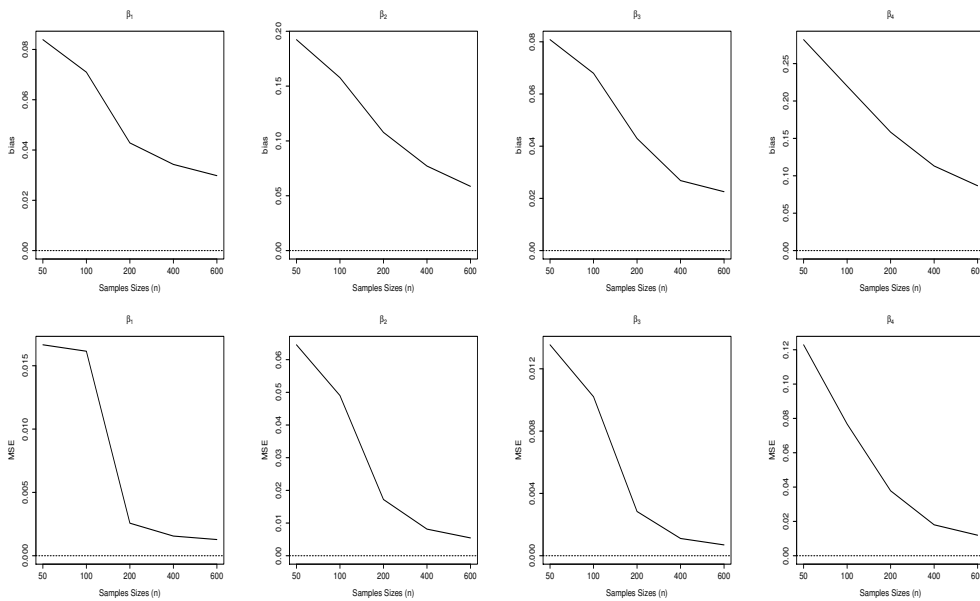 β1
bias
0.00 0.02 0.04 0.06 0.08
50 100 200 400 600
Samples Sizes (n)
β2
bias
0.00 0.05 0.10 0.15 0.20
50 100 200 400 600
Samples Sizes (n)
β3
bias
0.00 0.02 0.04 0.06 0.08
50 100 200 400 600
Samples Sizes (n)
β4
bias
0.00 0.05 0.10 0.15 0.20 0.25
50 100 200 400 600
Samples Sizes (n)
β1
MSE
0.000 0.005 0.010 0.015
50 100 200 400 600
Samples Sizes (n)
β2
MSE
0.00 0.01 0.02 0.03 0.04 0.05 0.06
50 100 200 400 600
Samples Sizes (n)
β3
MSE
0.000 0.004 0.008 0.012
50 100 200 400 600
Samples Sizes (n)
β4
MSE
0.00 0.02 0.04 0.06 0.08 0.10 0.12
50 100 200 400 600
Samples Sizes (n)